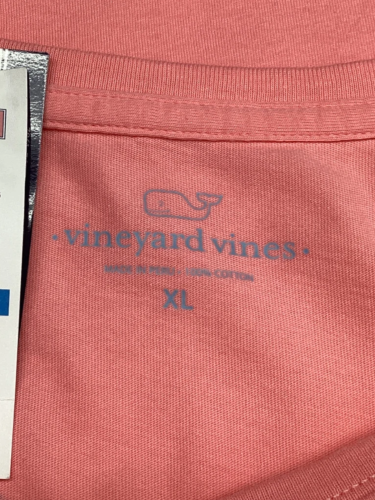 · vineyard vines ·
MADE IN PERU 100% COTTON
XL